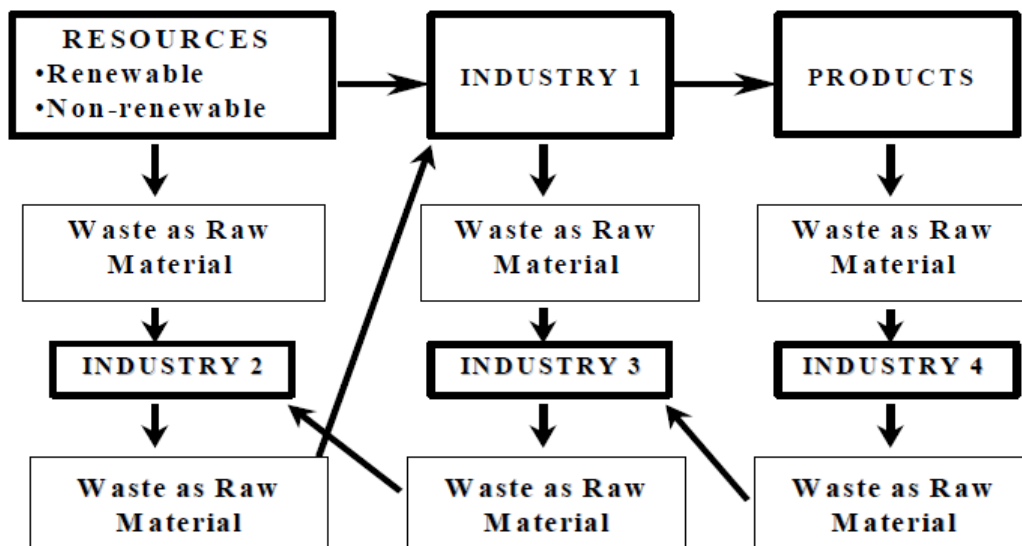 RESOURCES
•Renewable
•Non-renewable
INDUSTRY 1
PRODUCTS
Waste as Raw
Material
Waste as Raw
Material
Waste as Raw
Material
INDUSTRY 2
INDUSTRY 3
INDUSTRY 4
Waste as Raw
Material
Waste as Raw
Material
Waste as Raw
Material